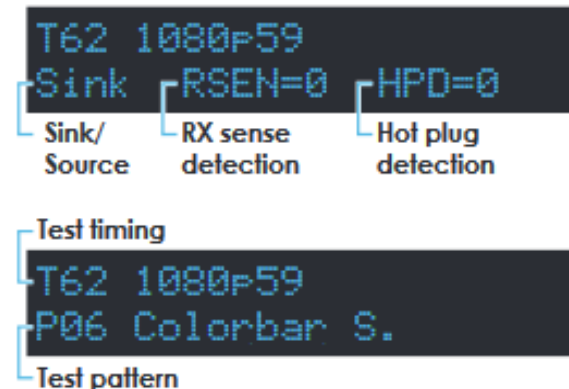 T62 1080p59
Sink RSEN=0 HPD=0
Sink/ RX sense Hot plug
Source detection detection
Test timing
T62 1080p59
P06 Colorbar S.
Test pattern